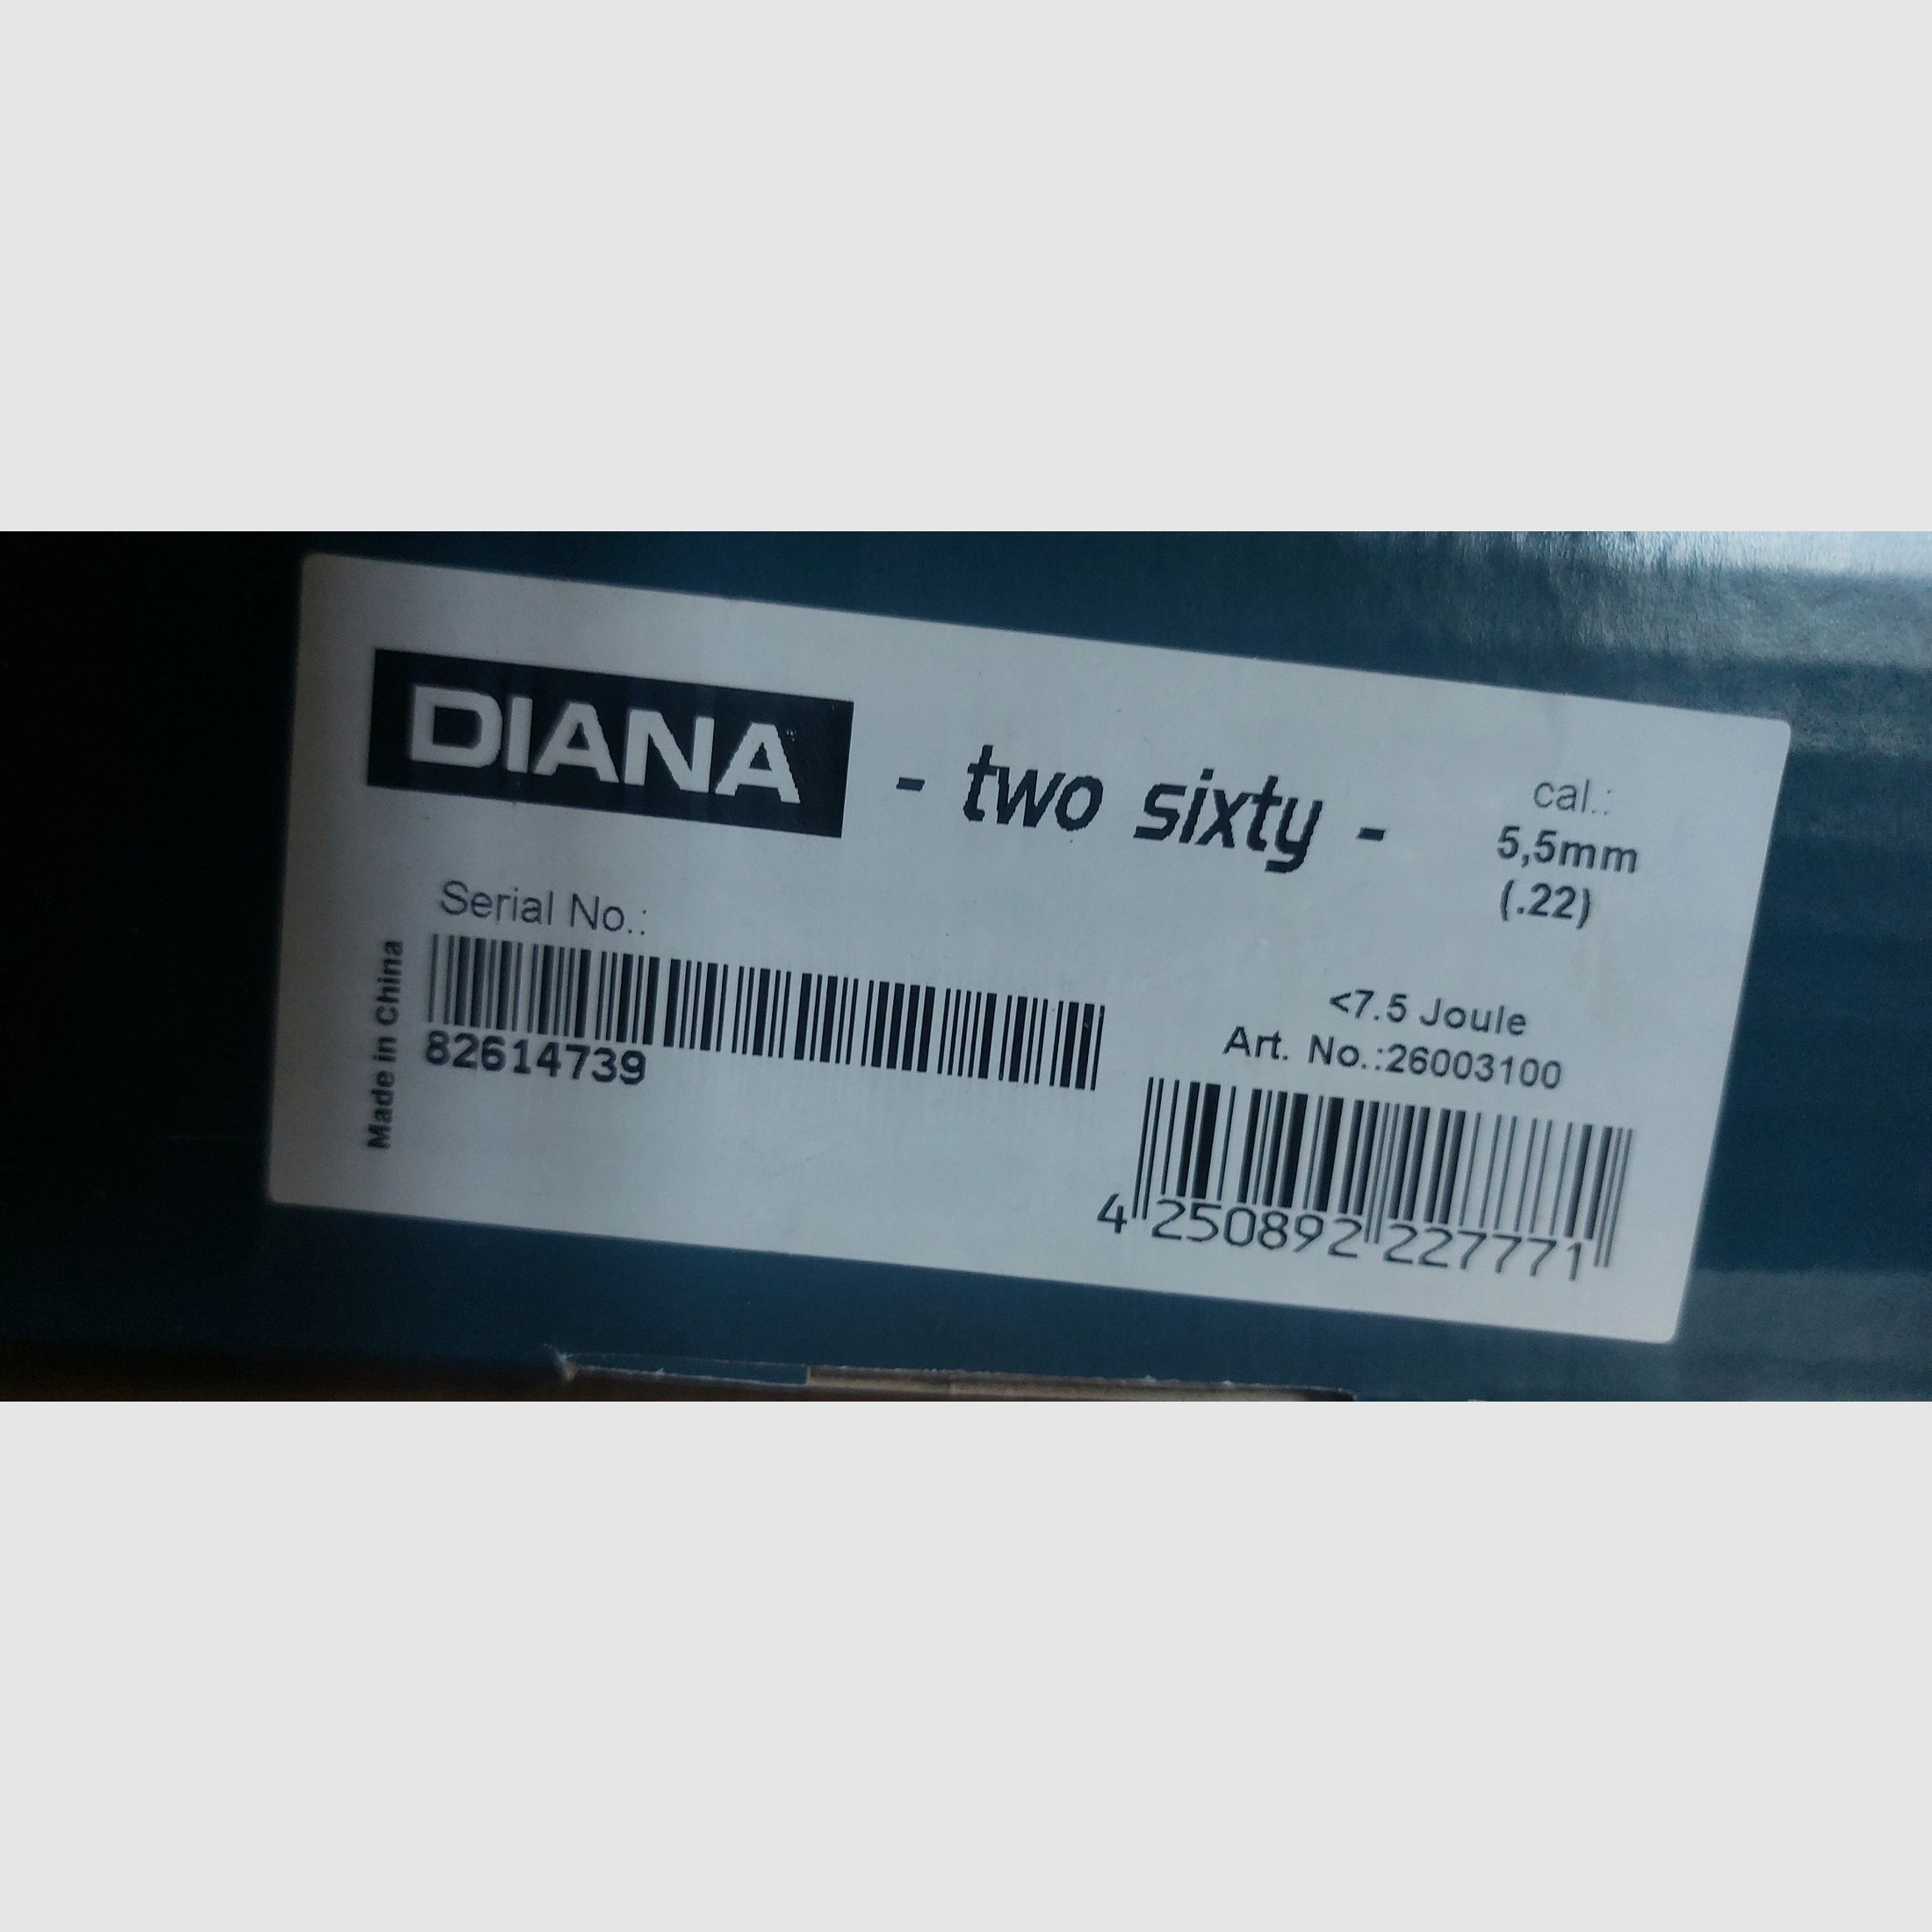 DIANA - two sixty -
cal.:
5,5mm
(.22)
Serial No.:
82614739
Made in China
<7.5 Joule
Art. No.:26003100
4 250892 227771